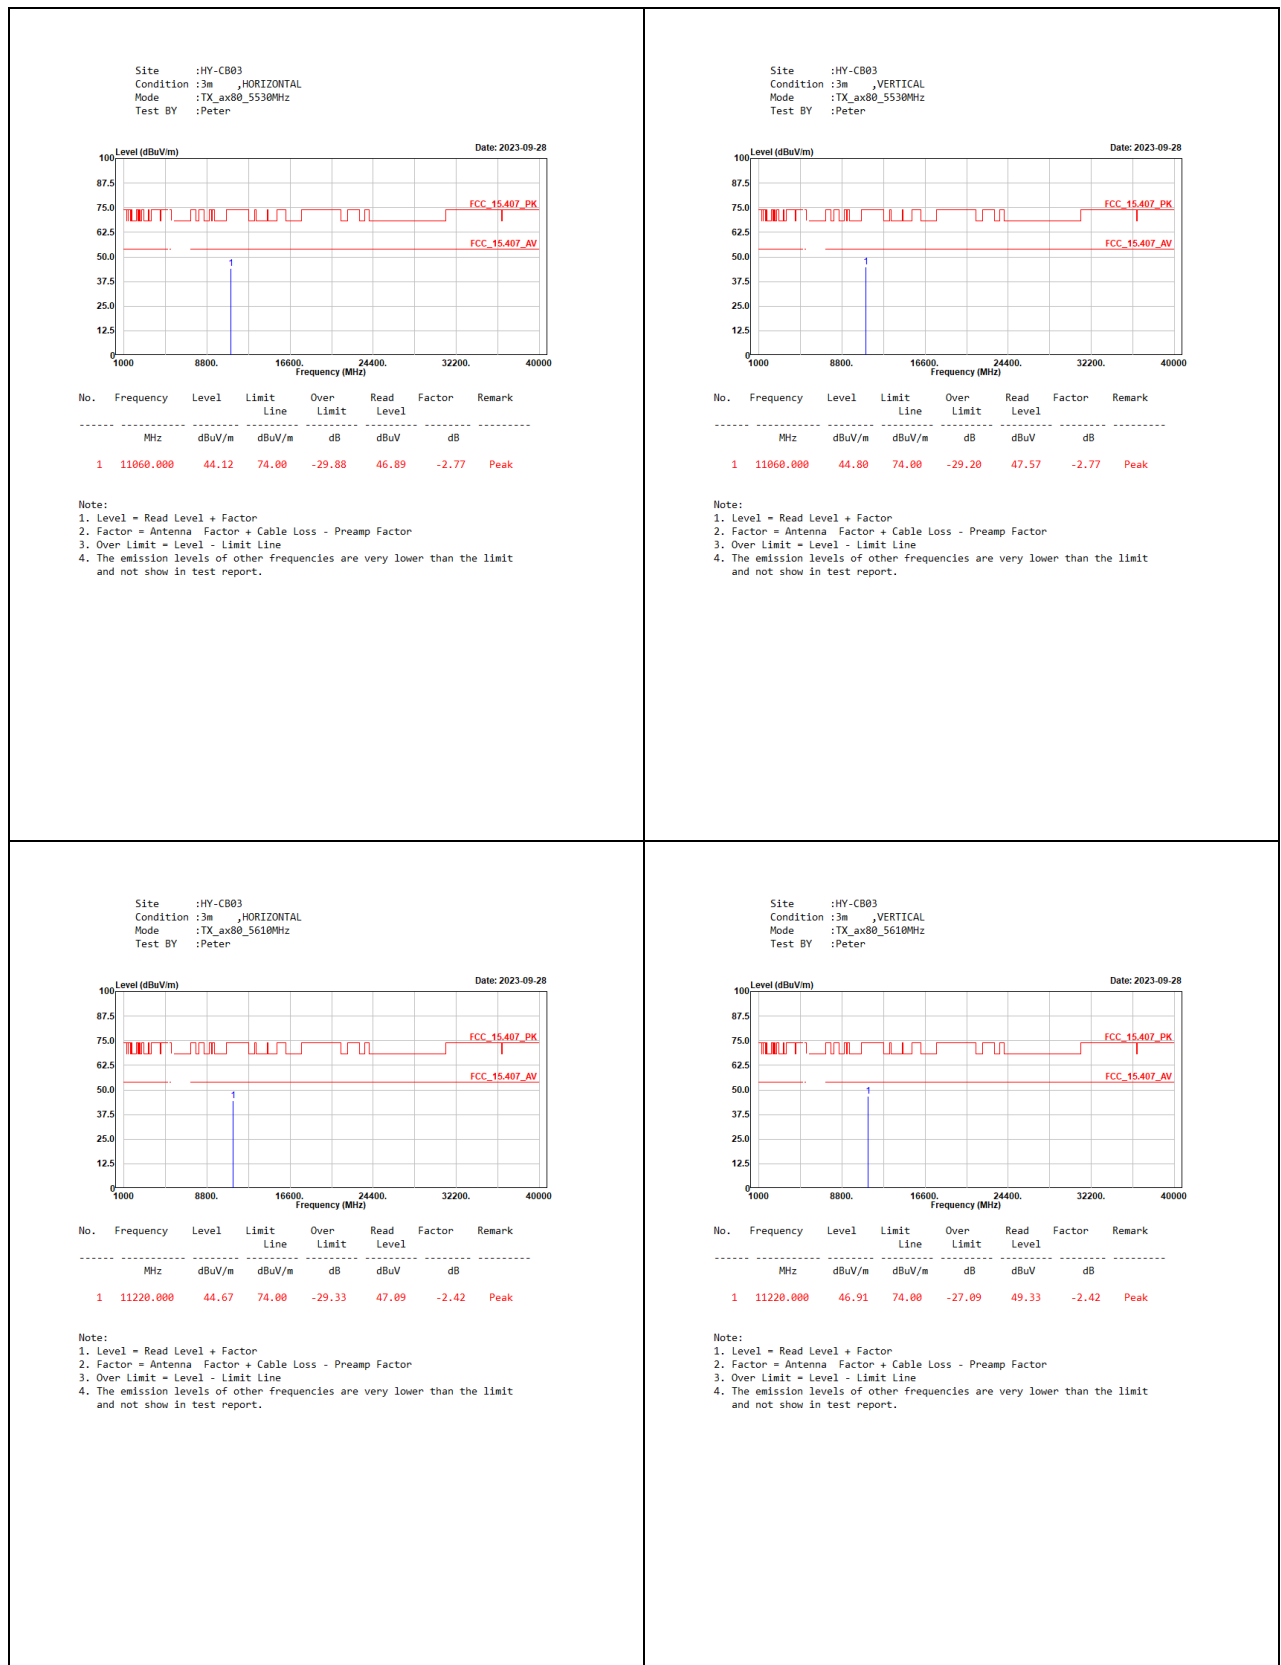 Site      :HY-CB03
Condition :3m    ,HORIZONTAL
Mode      :TX_ax80_5530MHz
Test BY   :Peter
Level (dBuV/m)
Date: 2023-09-28
100
87.5
75.0
62.5
50.0
37.5
25.0
12.5
0
FCC_15.407_PK
FCC_15.407_AV
1
1000 8800. 16600. 24400. 32200. 40000
Frequency (MHz)
No. Frequency Level Limit Over Read Factor Remark
Line Limit Level
------ ----------- -------- --------- --------- --------- -------- ---------
MHz dBuV/m dBuV/m dB dBuV dB
1 11060.000 44.12 74.00 -29.88 46.89 -2.77 Peak
Note:
1. Level = Read Level + Factor
2. Factor = Antenna  Factor + Cable Loss - Preamp Factor
3. Over Limit = Level - Limit Line
4. The emission levels of other frequencies are very lower than the limit
and not show in test report.
Site      :HY-CB03
Condition :3m    ,VERTICAL
Mode      :TX_ax80_5530MHz
Test BY   :Peter
Level (dBuV/m)
Date: 2023-09-28
100
87.5
75.0
62.5
50.0
37.5
25.0
12.5
0
FCC_15.407_PK
FCC_15.407_AV
1
1000 8800. 16600. 24400. 32200. 40000
Frequency (MHz)
No. Frequency Level Limit Over Read Factor Remark
Line Limit Level
------ ----------- -------- --------- --------- --------- -------- ---------
MHz dBuV/m dBuV/m dB dBuV dB
1 11060.000 44.80 74.00 -29.20 47.57 -2.77 Peak
Note:
1. Level = Read Level + Factor
2. Factor = Antenna  Factor + Cable Loss - Preamp Factor
3. Over Limit = Level - Limit Line
4. The emission levels of other frequencies are very lower than the limit
and not show in test report.
Site      :HY-CB03
Condition :3m    ,HORIZONTAL
Mode      :TX_ax80_5610MHz
Test BY   :Peter
Level (dBuV/m)
Date: 2023-09-28
100
87.5
75.0
62.5
50.0
37.5
25.0
12.5
0
FCC_15.407_PK
FCC_15.407_AV
1
1000 8800. 16600. 24400. 32200. 40000
Frequency (MHz)
No. Frequency Level Limit Over Read Factor Remark
Line Limit Level
------ ----------- -------- --------- --------- --------- -------- ---------
MHz dBuV/m dBuV/m dB dBuV dB
1 11220.000 44.67 74.00 -29.33 47.09 -2.42 Peak
Note:
1. Level = Read Level + Factor
2. Factor = Antenna  Factor + Cable Loss - Preamp Factor
3. Over Limit = Level - Limit Line
4. The emission levels of other frequencies are very lower than the limit
and not show in test report.
Site      :HY-CB03
Condition :3m    ,VERTICAL
Mode      :TX_ax80_5610MHz
Test BY   :Peter
Level (dBuV/m)
Date: 2023-09-28
100
87.5
75.0
62.5
50.0
37.5
25.0
12.5
0
FCC_15.407_PK
FCC_15.407_AV
1
1000 8800. 16600. 24400. 32200. 40000
Frequency (MHz)
No. Frequency Level Limit Over Read Factor Remark
Line Limit Level
------ ----------- -------- --------- --------- --------- -------- ---------
MHz dBuV/m dBuV/m dB dBuV dB
1 11220.000 46.91 74.00 -27.09 49.33 -2.42 Peak
Note:
1. Level = Read Level + Factor
2. Factor = Antenna  Factor + Cable Loss - Preamp Factor
3. Over Limit = Level - Limit Line
4. The emission levels of other frequencies are very lower than the limit
and not show in test report.